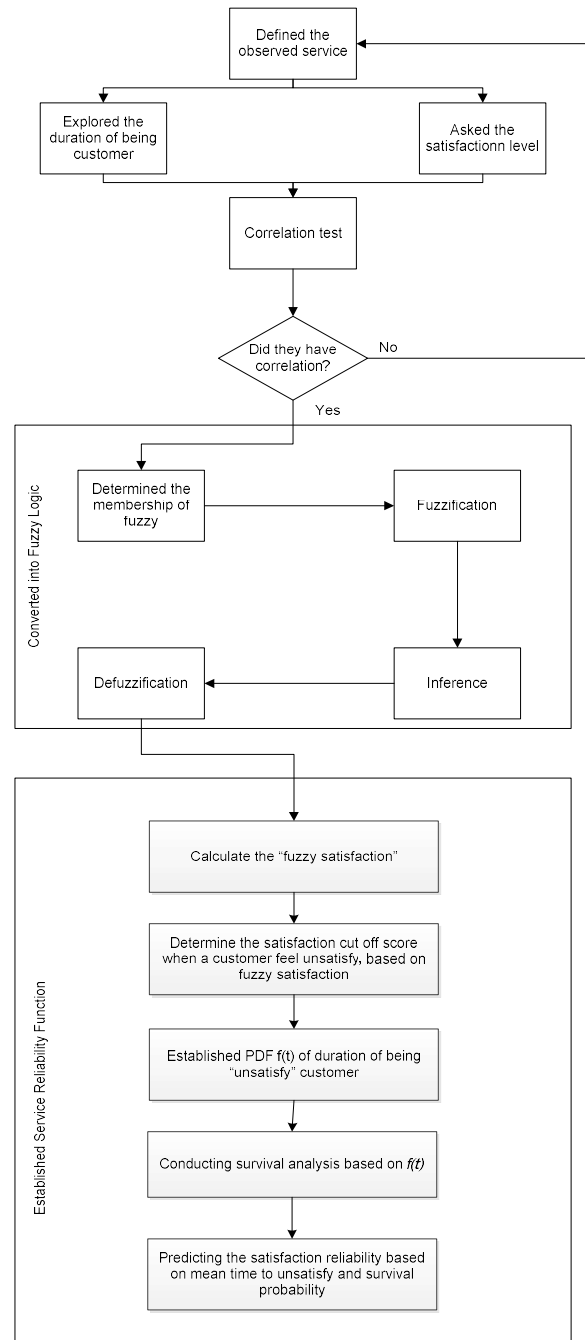 Defined the
observed service
Explored the
duration of being
customer
Asked the
satisfactionn level
Correlation test
Did they have
correlation?
No
Yes
Converted into Fuzzy Logic
Determined the
membership of
fuzzy
Fuzzification
Defuzzification
Inference
Established Service Reliability Function
Calculate the “fuzzy satisfaction”
Determine the satisfaction cut off score
when a customer feel unsatisfy, based on
fuzzy satisfaction
Established PDF f(t) of duration of being
“unsatisfy” customer
Conducting survival analysis based on f(t)
Predicting the satisfaction reliability based
on mean time to unsatisfy and survival
probability